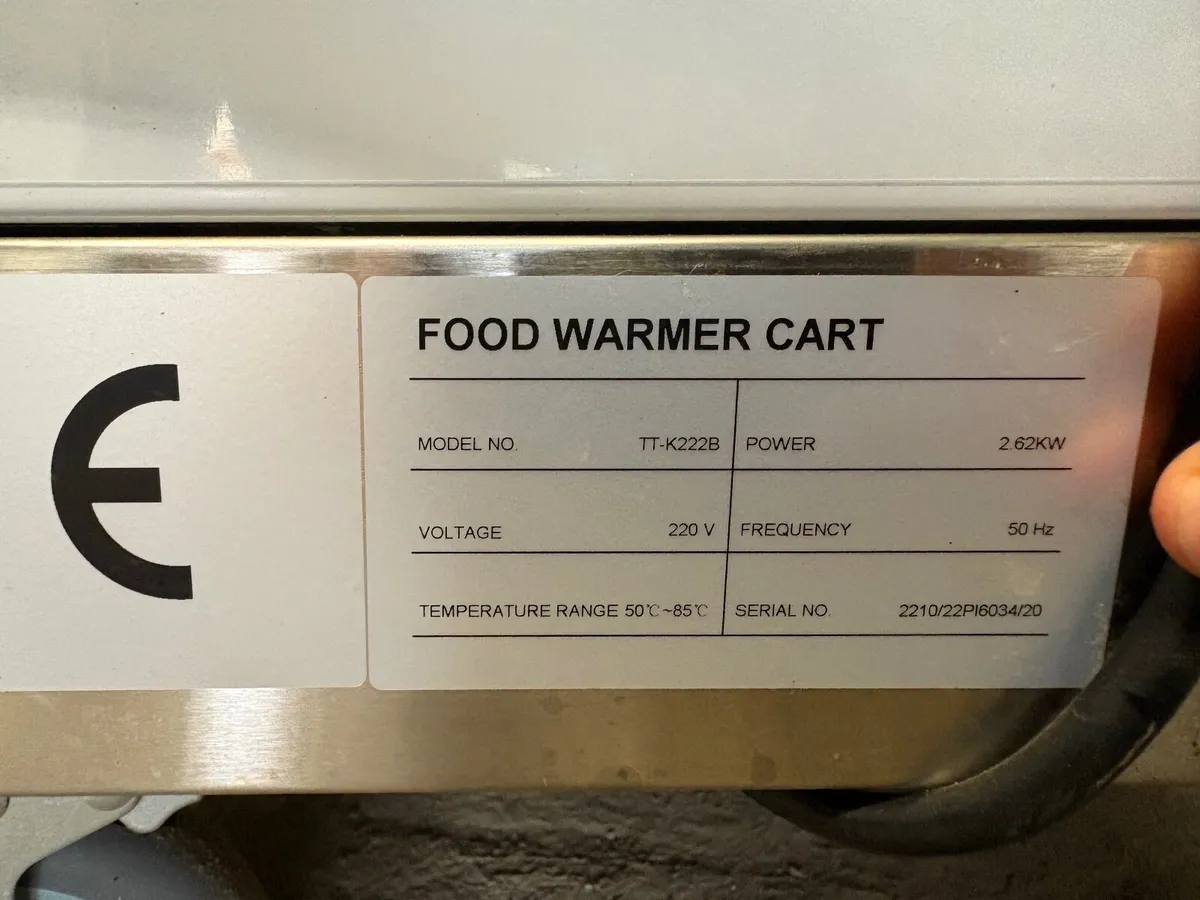 CE
FOOD WARMER CART
MODEL NO. TT-K222B POWER 2.62KW
VOLTAGE 220 V FREQUENCY 50 Hz
TEMPERATURE RANGE 50℃~85℃ SERIAL NO. 2210/22PI6034/20